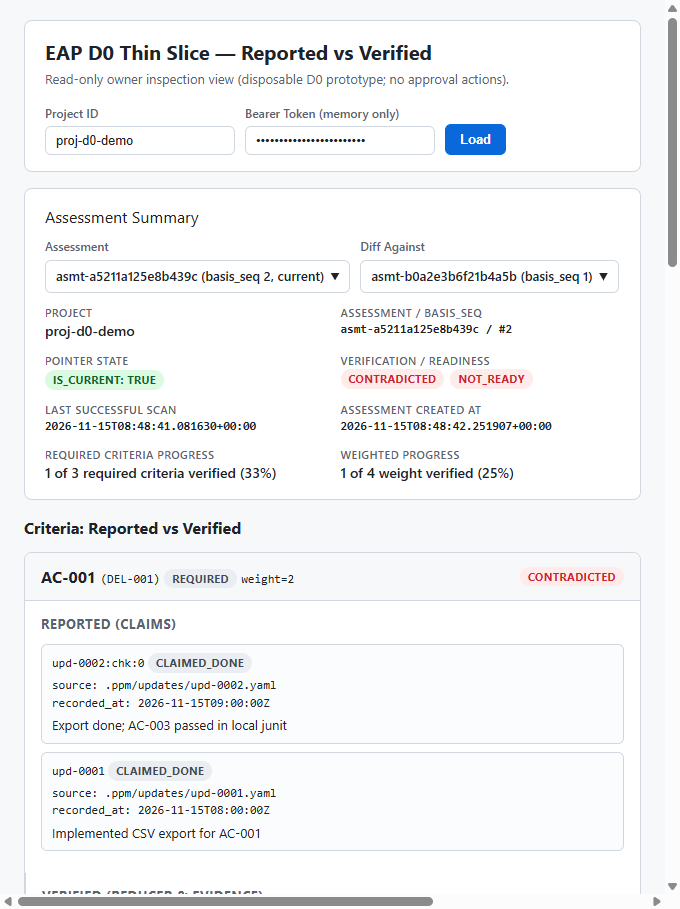 EAP D0 Thin Slice — Reported vs Verified
Read-only owner inspection view (disposable D0 prototype; no approval actions).
Project ID
Bearer Token (memory only)
proj-d0-demo
••••••••••••••••••••••••
Load
Assessment Summary
Assessment
Diff Against
asmt-a5211a125e8b439c (basis_seq 2, current) ▼
asmt-b0a2e3b6f21b4a5b (basis_seq 1) ▼
PROJECT
proj-d0-demo
ASSESSMENT / BASIS_SEQ
asmt-a5211a125e8b439c / #2
POINTER STATE
IS_CURRENT: TRUE
VERIFICATION / READINESS
CONTRADICTED NOT_READY
LAST SUCCESSFUL SCAN
2026-11-15T08:48:41.081630+00:00
ASSESSMENT CREATED AT
2026-11-15T08:48:42.251907+00:00
REQUIRED CRITERIA PROGRESS
1 of 3 required criteria verified (33%)
WEIGHTED PROGRESS
1 of 4 weight verified (25%)
Criteria: Reported vs Verified
AC-001 (DEL-001) REQUIRED weight=2
CONTRADICTED
REPORTED (CLAIMS)
upd-0002:chk:0 CLAIMED_DONE
source: .ppm/updates/upd-0002.yaml
recorded_at: 2026-11-15T09:00:00Z
Export done; AC-003 passed in local junit
upd-0001 CLAIMED_DONE
source: .ppm/updates/upd-0001.yaml
recorded_at: 2026-11-15T08:00:00Z
Implemented CSV export for AC-001
VERIFIED (REDUCER & EVIDENCE)